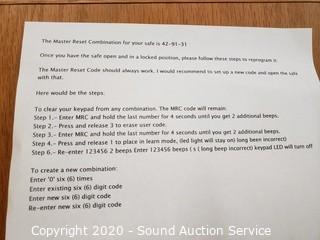 The Master Reset Combination for your safe is 42-91-31
Once you have the safe open and in a locked position, please follow these steps to reprogram it
The Master Reset Code should always work. I would recommend to set up a new code and open the safe
with that.
Here would be the steps:
To clear your keypad from any combination. The MRC code will remain:
Step 1.- Enter MRC and hold the last number for 4 seconds until you get 2 additional beeps.
Step 2.- Press and release 3 to erase user code.
Step 3.- Enter MRC and hold the last number for 4 seconds until you get 2 additional beeps.
Step 4.- Press and release 1 to place in learn mode, (led light will stay on) long been incorrect)
Step 6.- Re-enter 123456 2 beeps Enter 123456 beeps ( s ( long beep incorrect) keypad LED will turn off
To create a new combination:
Enter '0' six (6) times
Enter existing six (6) digit code
Enter new six (6) digit code
Re-enter new six (6) digit code
Copyright 2020 - Sound Auction Service